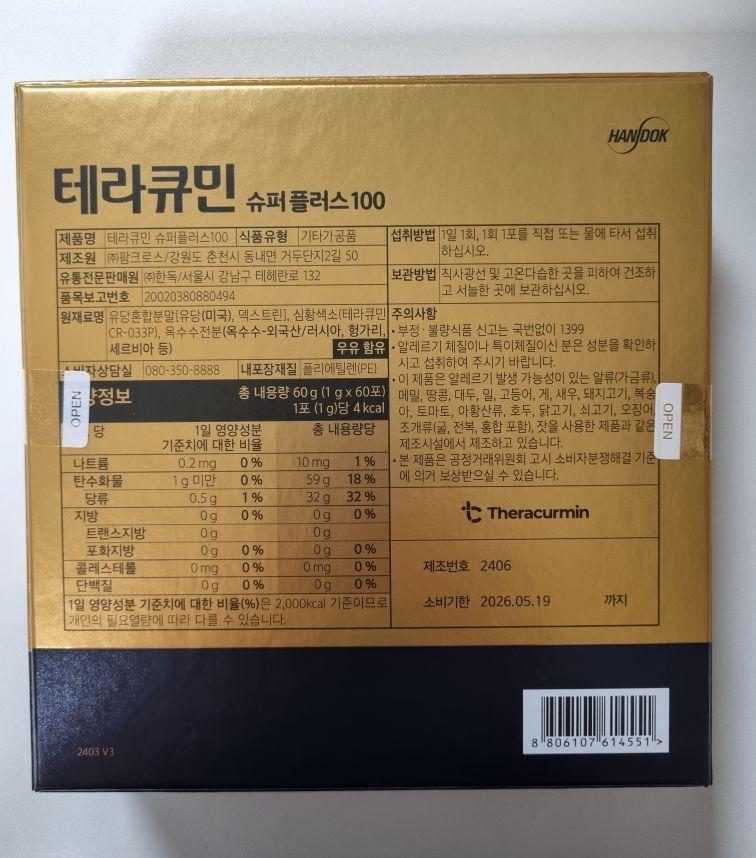 HANDOK
테라큐민 슈퍼플러스100
제품명 테라큐민 슈퍼플러스100 식품유형 기타가공품
제조원 ㈜팜크로스/강원도 춘천시 동내면 거두단지2길 50
유통전문판매원 ㈜한독/서울시 강남구 테헤란로 132
품목보고번호 20020380880494
원재료명 유당혼합분말[유당(미국), 덱스트린], 심황색소(테라큐민
CR-033P), 옥수수전분(옥수수-외국산/러시아, 헝가리,
세르비아 등) 우유 함유
소비자상담실 080-350-8888 내포장재질 폴리에틸렌(PE)
양정보 총 내용량 60 g (1 g x 60포)
1포 (1 g)당 4 kcal
당 1일 영양성분 총 내용량당
기준치에 대한 비율
나트륨 0.2 mg 0 % 10 mg 1 %
탄수화물 1 g 미만 0 % 59 g 18 %
당류 0.5 g 1 % 32 g 32 %
지방 0 g 0 % 0 g 0 %
트랜스지방 0 g 0 g
포화지방 0 g 0 % 0 g 0 %
콜레스테롤 0 mg 0 % 0 mg 0 %
단백질 0 g 0 % 0 g 0 %
1일 영양성분 기준치에 대한 비율(%)은 2,000kcal 기준이므로
개인의 필요열량에 따라 다를 수 있습니다.
섭취방법 1일 1회, 1회 1포를 직접 또는 물에 타서 섭취
하십시오.
보관방법 직사광선 및 고온다습한 곳을 피하여 건조하
고 서늘한 곳에 보관하십시오.
주의사항
• 부정·불량식품 신고는 국번없이 1399
• 알레르기 체질이나 특이체질이신 분은 성분을 확인하
시고 섭취하여 주시기 바랍니다.
• 이 제품은 알레르기 발생 가능성이 있는 알류(가금류),
메밀, 땅콩, 대두, 밀, 고등어, 게, 새우, 돼지고기, 복숭
아, 토마토, 아황산류, 호두, 닭고기, 쇠고기, 오징어,
조개류(굴, 전복, 홍합 포함), 잣을 사용한 제품과 같은
제조시설에서 제조하고 있습니다.
• 본 제품은 공정거래위원회 고시 소비자분쟁해결 기준
에 의거 보상받으실 수 있습니다.
Theracurmin
제조번호 2406
소비기한 2026.05.19 까지
OPEN
OPEN
2403 V3
8 806107 614551 >